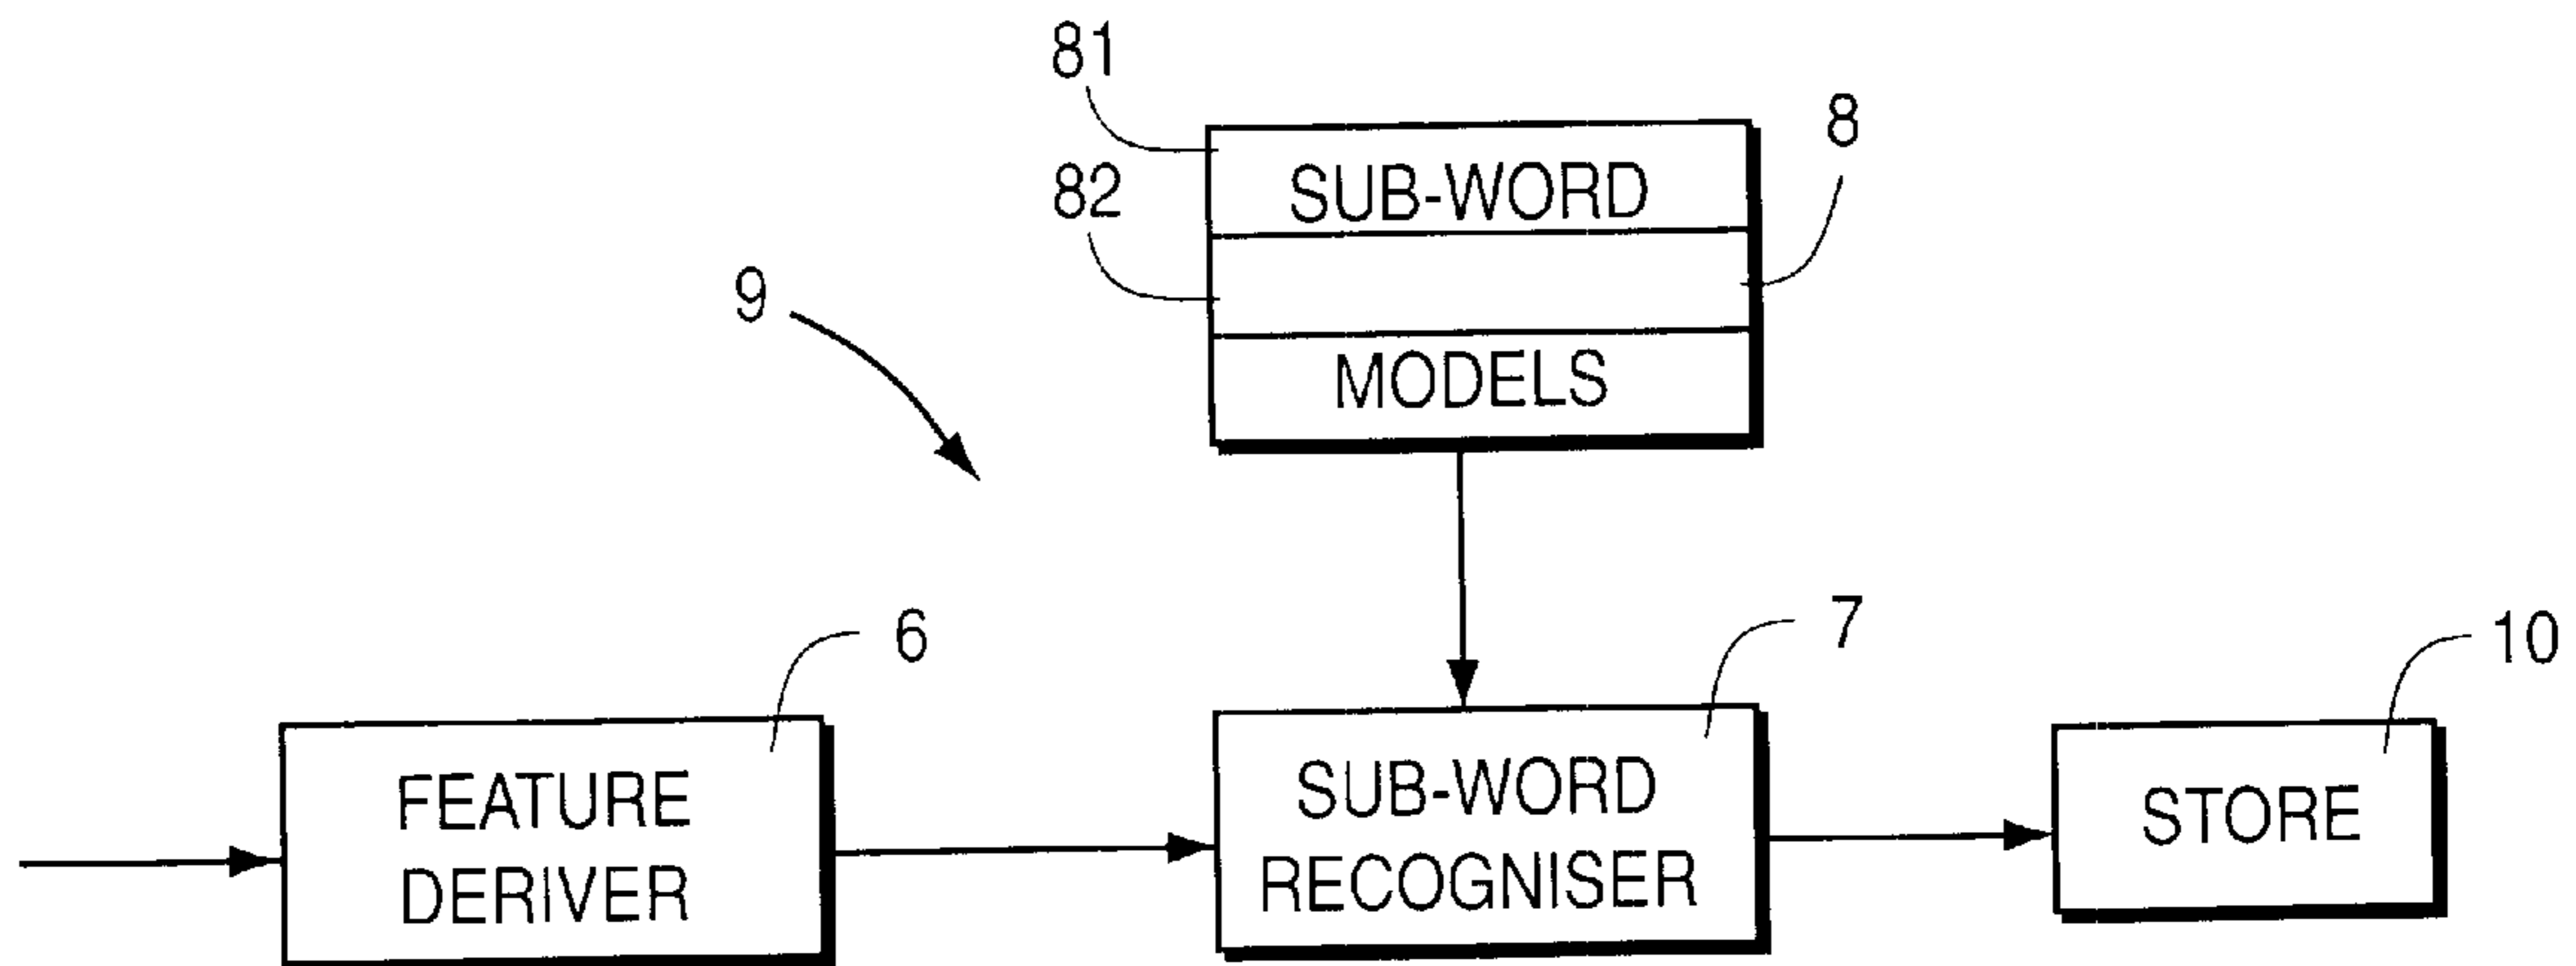 81
8
SUB-WORD
82
9
MODELS
6
7
10
FEATURE
DERIVER
SUB-WORD
RECOGNISER
STORE